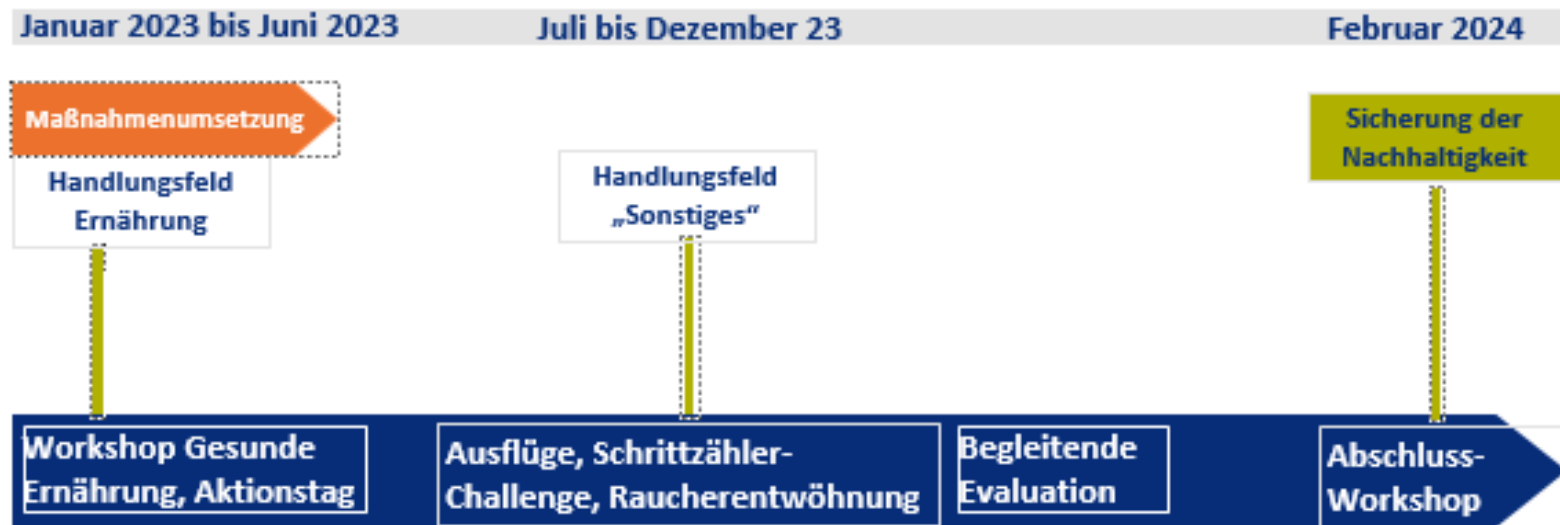 Januar 2023 bis Juni 2023
Juli bis Dezember 23
Februar 2024
Maßnahmenumsetzung
Handlungsfeld
Ernährung
Handlungsfeld
„Sonstiges“
Sicherung der
Nachhaltigkeit
Workshop Gesunde
Ernährung, Aktionstag
Ausflüge, Schrittzähler-
Challenge, Raucherentwöhnung
Begleitende
Evaluation
Abschluss-
Workshop